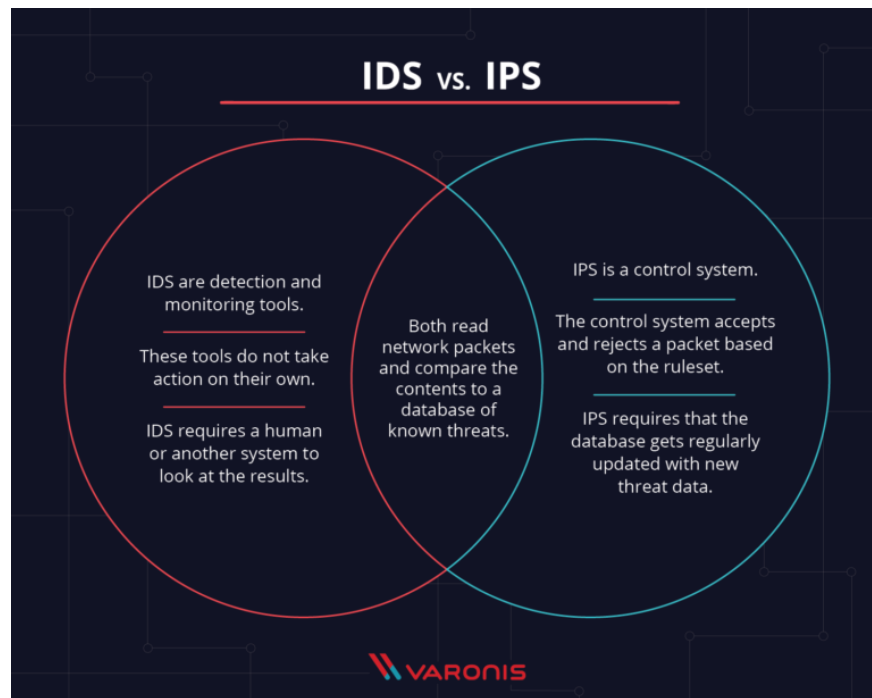 IDS vs. IPS
IDS are detection and
monitoring tools.
These tools do not take
action on their own.
IDS requires a human
or another system to
look at the results.
Both read
network packets
and compare the
contents to a
database of
known threats.
IPS is a control system.
The control system accepts
and rejects a packet based
on the ruleset.
IPS requires that the
database gets regularly
updated with new
threat data.
VARONIS